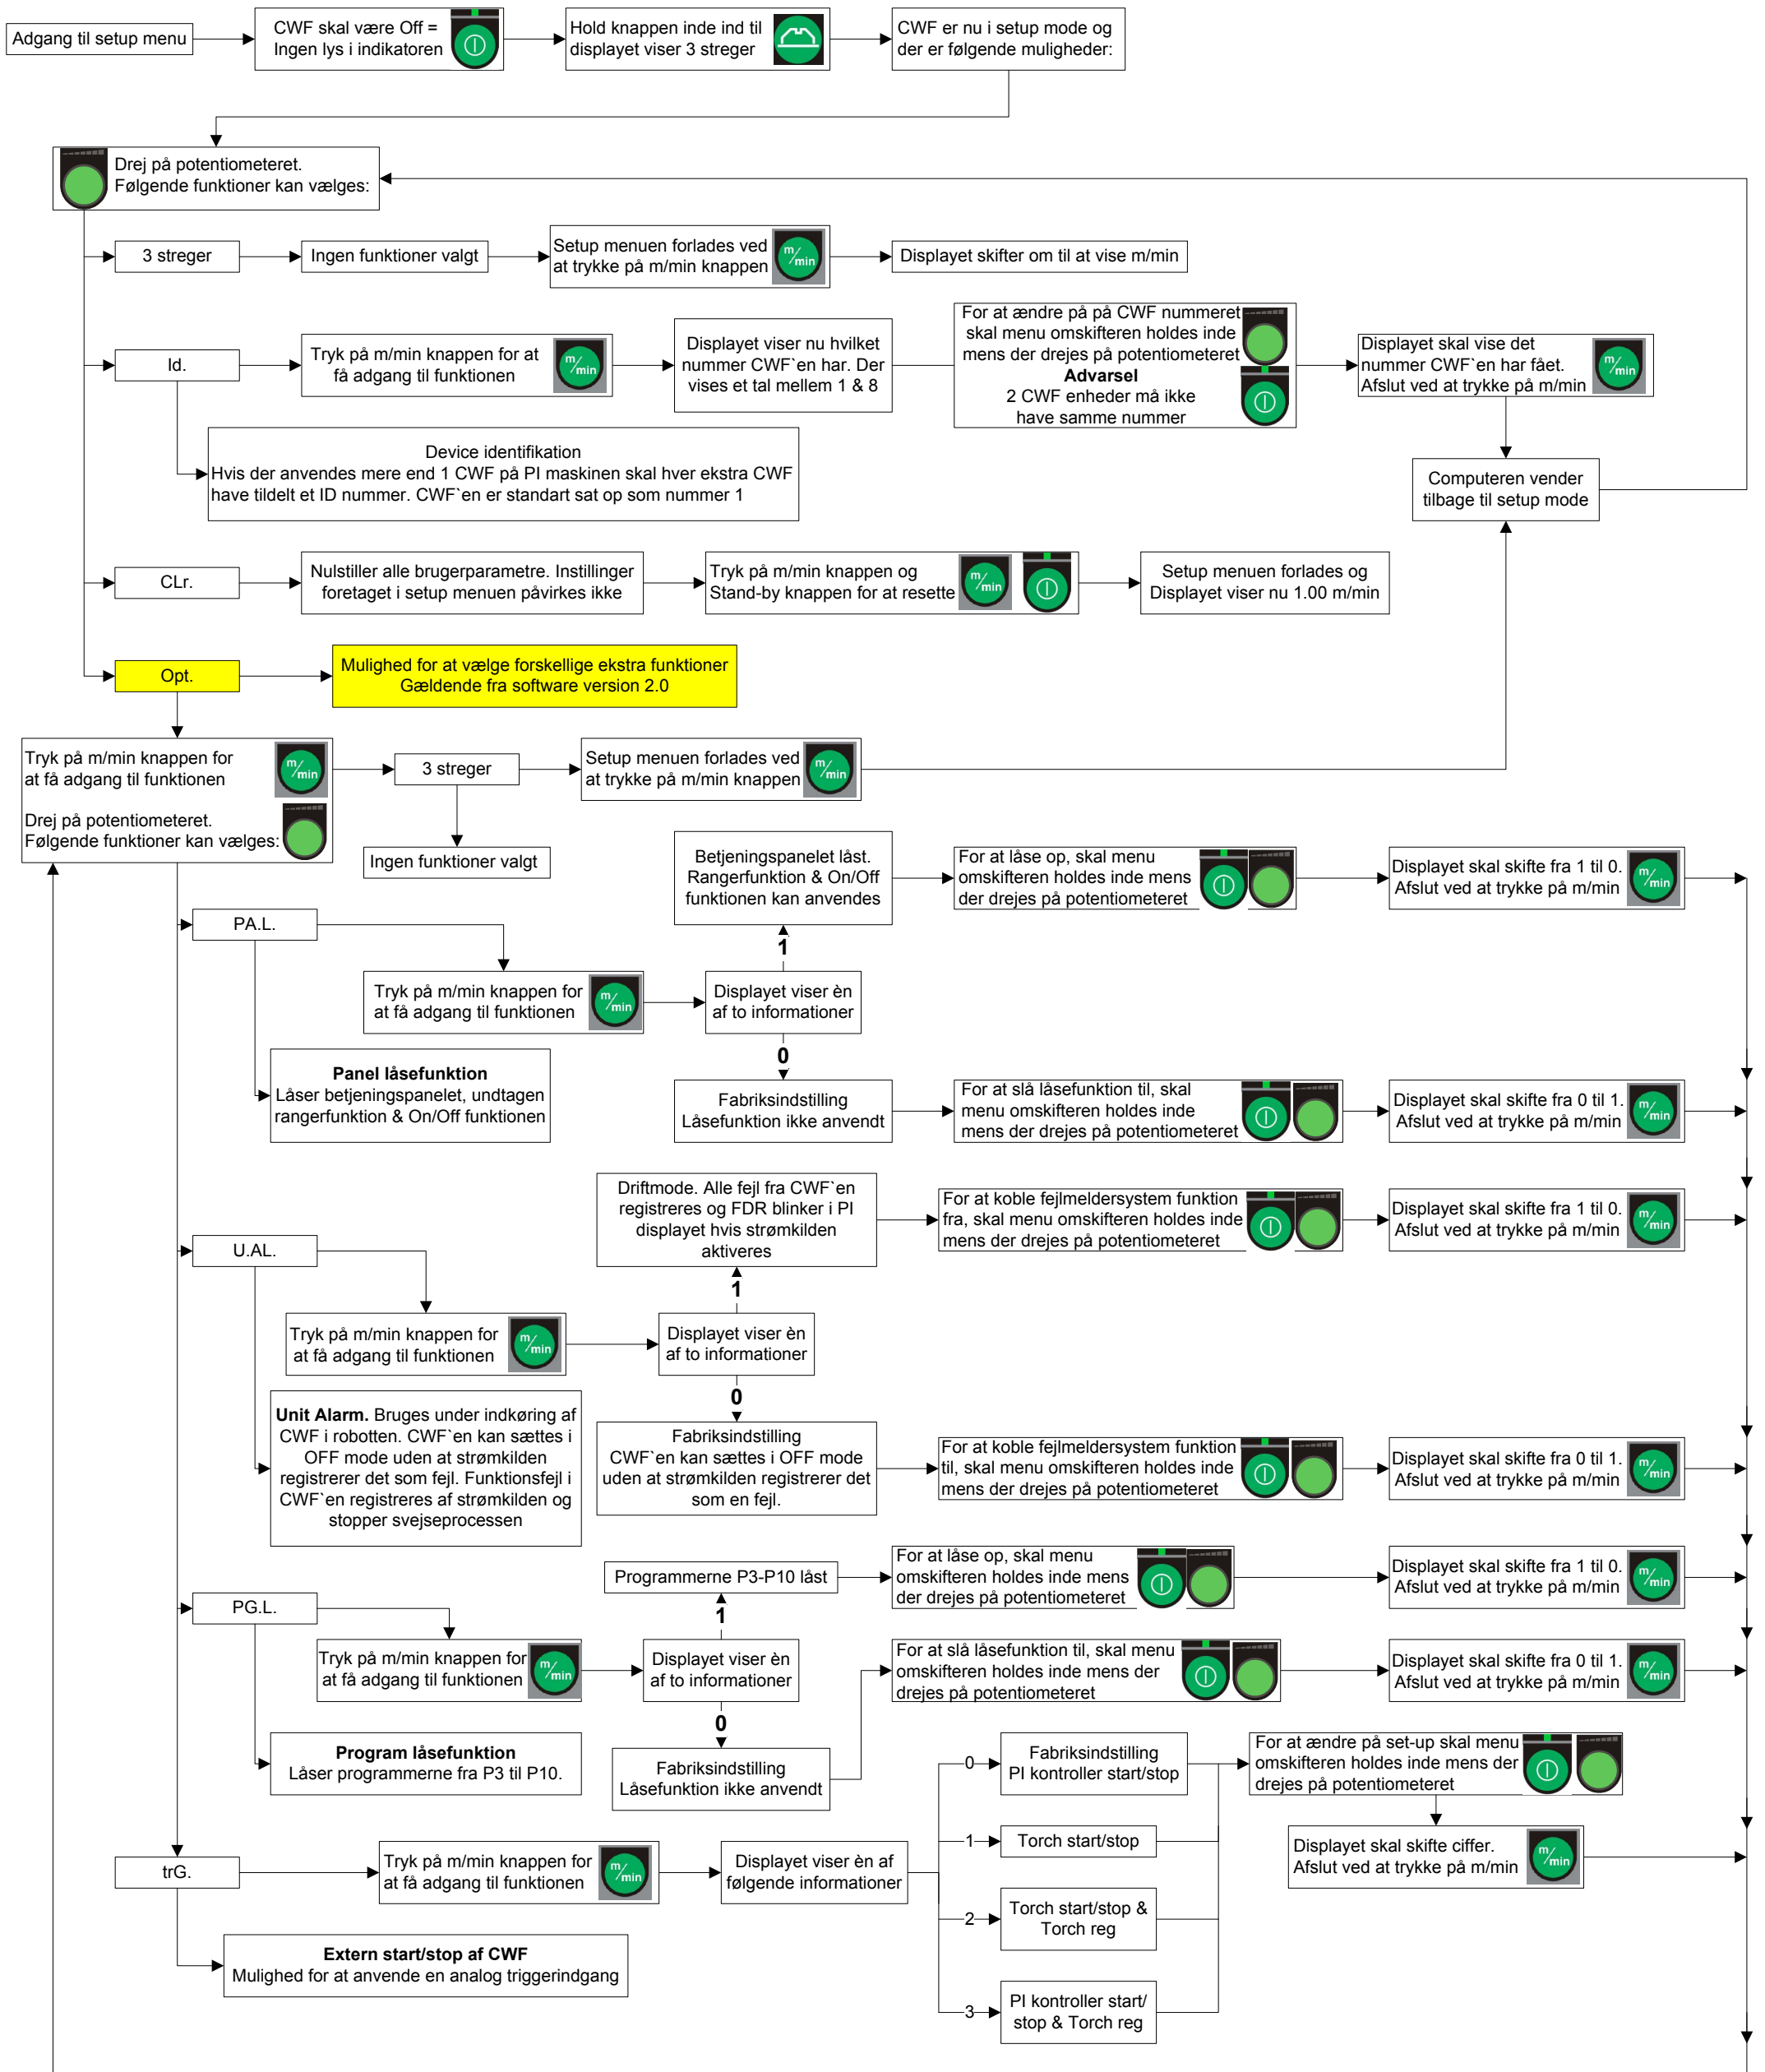 Adgang til setup menu
CWF skal være Off =
Ingen lys i indikatoren
Hold knappen inde ind til
displayet viser 3 streger
CWF er nu i setup mode og
der er følgende muligheder:
Drej på potentiometeret.
Følgende funktioner kan vælges:
3 streger
Ingen funktioner valgt
Setup menuen forlades ved
at trykke på m/min knappen
m/min
Displayet skifter om til at vise m/min
Id.
Tryk på m/min knappen for at
få adgang til funktionen
m/min
Displayet viser nu hvilket
nummer CWF`en har. Der
vises et tal mellem 1 & 8
For at ændre på på CWF nummeret
skal menu omskifteren holdes inde
mens der drejes på potentiometeret
Advarsel
2 CWF enheder må ikke
have samme nummer
Displayet skal vise det
nummer CWF`en har fået.
Afslut ved at trykke på m/min
m/min
Device identifikation
Hvis der anvendes mere end 1 CWF på PI maskinen skal hver ekstra CWF
have tildelt et ID nummer. CWF`en er standart sat op som nummer 1
Computeren vender
tilbage til setup mode
CLr.
Nulstiller alle brugerparametre. Instillinger
foretaget i setup menuen påvirkes ikke
Tryk på m/min knappen og
Stand-by knappen for at resette
m/min
Setup menuen forlades og
Displayet viser nu 1.00 m/min
Opt.
Mulighed for at vælge forskellige ekstra funktioner
Gældende fra software version 2.0
Tryk på m/min knappen for
at få adgang til funktionen
m/min
Drej på potentiometeret.
Følgende funktioner kan vælges:
3 streger
Setup menuen forlades ved
at trykke på m/min knappen
m/min
Ingen funktioner valgt
PA.L.
Tryk på m/min knappen for
at få adgang til funktionen
m/min
Panel låsefunktion
Låser betjeningspanelet, undtagen
rangerfunktion & On/Off funktionen
Displayet viser èn
af to informationer
1
Betjeningspanelet låst.
Rangerfunktion & On/Off
funktionen kan anvendes
For at låse op, skal menu
omskifteren holdes inde mens
der drejes på potentiometeret
Displayet skal skifte fra 1 til 0.
Afslut ved at trykke på m/min
m/min
0
Fabriksindstilling
Låsefunktion ikke anvendt
For at slå låsefunktion til, skal
menu omskifteren holdes inde
mens der drejes på potentiometeret
Displayet skal skifte fra 0 til 1.
Afslut ved at trykke på m/min
m/min
U.AL.
Tryk på m/min knappen for
at få adgang til funktionen
m/min
Unit Alarm. Bruges under indkøring af
CWF i robotten. CWF`en kan sættes i
OFF mode uden at strømkilden
registrerer det som fejl. Funktionsfejl i
CWF`en registreres af strømkilden og
stopper svejseprocessen
Displayet viser èn
af to informationer
1
Driftmode. Alle fejl fra CWF`en
registreres og FDR blinker i PI
displayet hvis strømkilden
aktiveres
For at koble fejlmeldersystem funktion
fra, skal menu omskifteren holdes inde
mens der drejes på potentiometeret
Displayet skal skifte fra 1 til 0.
Afslut ved at trykke på m/min
m/min
0
Fabriksindstilling
CWF`en kan sættes i OFF mode
uden at strømkilden registrerer det
som en fejl.
For at koble fejlmeldersystem funktion
til, skal menu omskifteren holdes inde
mens der drejes på potentiometeret
Displayet skal skifte fra 0 til 1.
Afslut ved at trykke på m/min
m/min
PG.L.
Tryk på m/min knappen for
at få adgang til funktionen
m/min
Program låsefunktion
Låser programmerne fra P3 til P10.
Displayet viser èn
af to informationer
1
Programmerne P3-P10 låst
For at låse op, skal menu
omskifteren holdes inde mens
der drejes på potentiometeret
Displayet skal skifte fra 1 til 0.
Afslut ved at trykke på m/min
m/min
0
Fabriksindstilling
Låsefunktion ikke anvendt
For at slå låsefunktion til, skal menu
omskifteren holdes inde mens der
drejes på potentiometeret
Displayet skal skifte fra 0 til 1.
Afslut ved at trykke på m/min
m/min
trG.
Tryk på m/min knappen for
at få adgang til funktionen
m/min
Extern start/stop af CWF
Mulighed for at anvende en analog triggerindgang
Displayet viser èn af
følgende informationer
0
Fabriksindstilling
PI kontroller start/stop
1
Torch start/stop
2
Torch start/stop &
Torch reg
3
PI kontroller start/
stop & Torch reg
For at ændre på set-up skal menu
omskifteren holdes inde mens der
drejes på potentiometeret
Displayet skal skifte ciffer.
Afslut ved at trykke på m/min
m/min